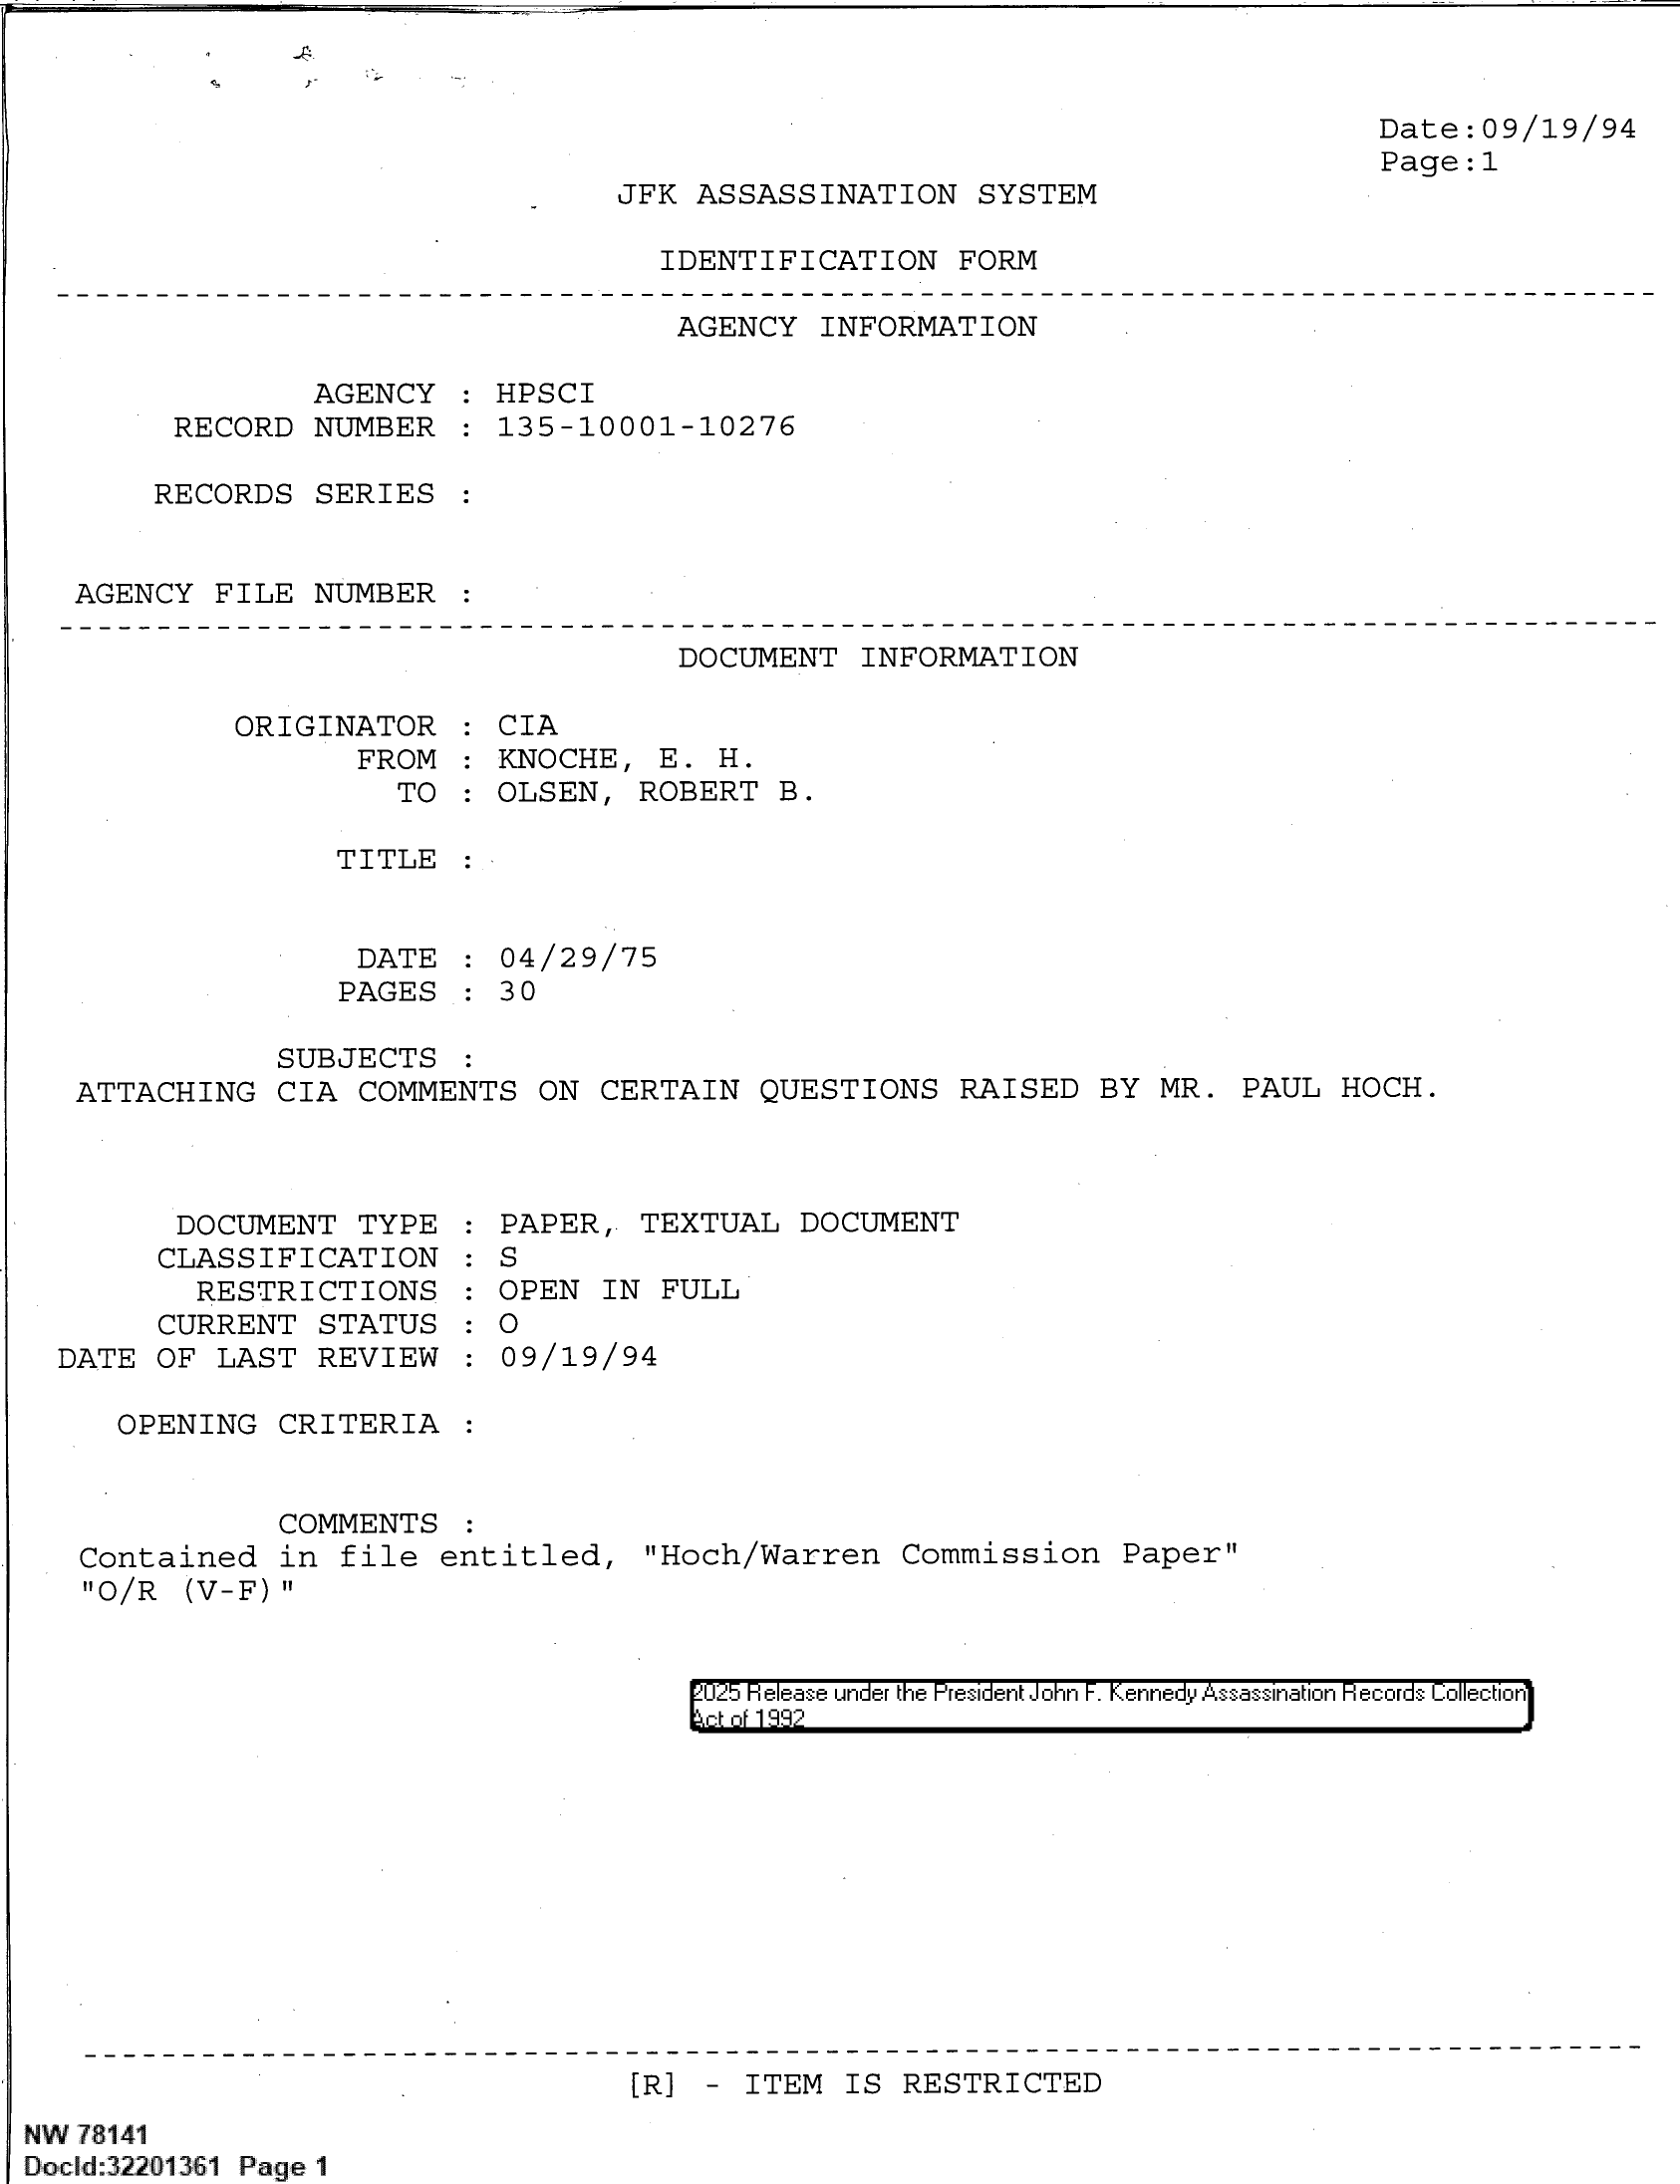 Date:09/19/94
Page:1
JFK ASSASSINATION SYSTEM
IDENTIFICATION FORM
AGENCY INFORMATION
AGENCY : HPSCI
RECORD NUMBER : 135-10001-10276
RECORDS SERIES :
AGENCY FILE NUMBER :
DOCUMENT INFORMATION
ORIGINATOR : CIA
FROM : KNOCHE, E. H.
TO : OLSEN, ROBERT B.
TITLE :
DATE : 04/29/75
PAGES : 30
SUBJECTS :
ATTACHING CIA COMMENTS ON CERTAIN QUESTIONS RAISED BY MR. PAUL HOCH.
DOCUMENT TYPE : PAPER, TEXTUAL DOCUMENT
CLASSIFICATION : S
RESTRICTIONS : OPEN IN FULL
CURRENT STATUS : O
DATE OF LAST REVIEW : 09/19/94
OPENING CRITERIA :
COMMENTS :
Contained in file entitled, "Hoch/Warren Commission Paper"
"O/R (V-F)"
2025 Release under the President John F. Kennedy Assassination Records Collection
Act of 1992
[R] - ITEM IS RESTRICTED
NW 78141
DocId:32201361 Page 1